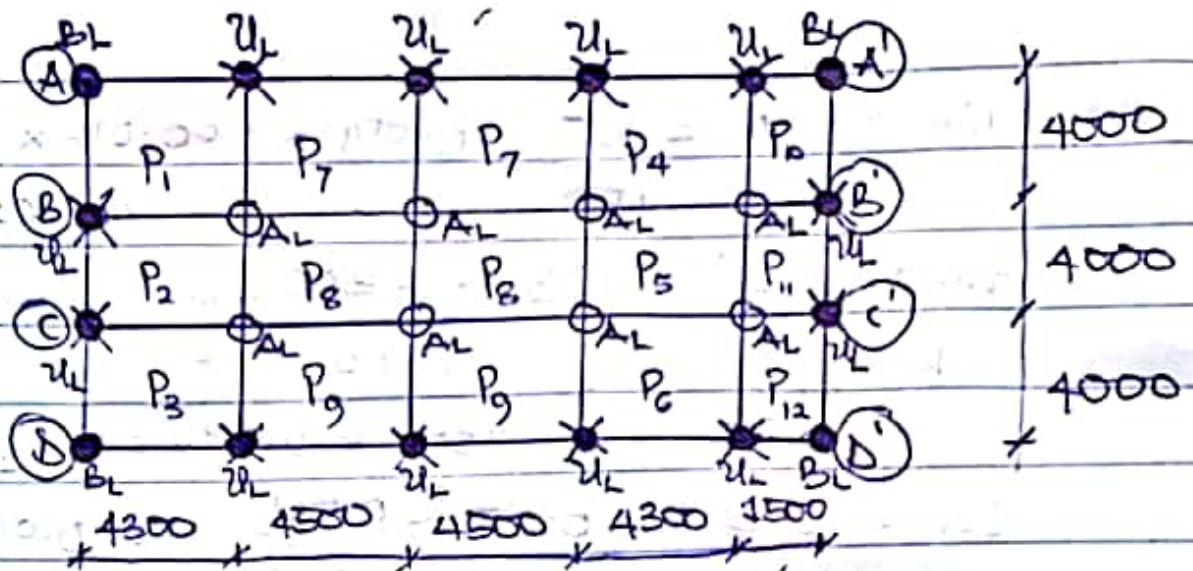 BL UL UL UL UL BL
A A'
P1 P7 P7 P4 P10 4000
B AL AL AL AL B'
UL UL
P2 P8 P8 P5 P11 4000
C AL AL AL AL C'
UL UL
P3 P9 P9 P6 P12 4000
D D'
BL UL UL UL UL BL
4300 4500 4500 4300 1500